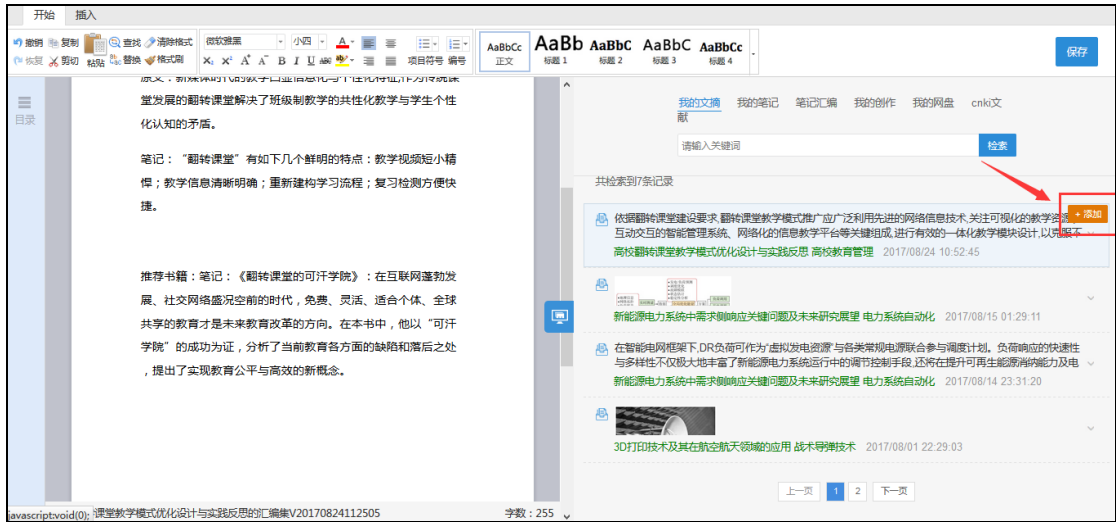 开始 插入
撤销 复制 查找 清除格式 微软雅黑 小四 A
恢复 剪切 粘贴 替换 格式刷 X₂ X² A A B I U ABC 项目符号 编号
AaBbCc AaBb AaBbC AaBbC AaBbCc
正文 标题 1 标题 2 标题 3 标题 4
保存
目录
原文：新媒体时代的教学凸显信息化与个性化特征,作为传统课
堂发展的翻转课堂解决了班级制教学的共性化教学与学生个性
化认知的矛盾。
笔记：“翻转课堂”有如下几个鲜明的特点：教学视频短小精
悍；教学信息清晰明确；重新建构学习流程；复习检测方便快
捷。
推荐书籍：笔记：《翻转课堂的可汗学院》：在互联网蓬勃发
展、社交网络盛况空前的时代，免费、灵活、适合个体、全球
共享的教育才是未来教育改革的方向。在本书中，他以“可汗
学院”的成功为证，分析了当前教育各方面的缺陷和落后之处
，提出了实现教育公平与高效的新概念。
javascript:void(0); 课堂教学模式优化设计与实践反思的汇编集V20170824112505 字数：255
我的文摘 我的笔记 笔记汇编 我的创作 我的网盘 cnki文
献
请输入关键词 检索
共检索到7条记录
+ 添加
依据翻转课堂建设要求,翻转课堂教学模式推广应广泛利用先进的网络信息技术,关注可视化的教学资源
互动交互的智能管理系统、网络化的信息教学平台等关键组成,进行有效的一体化教学模块设计,以克服不
高校翻转课堂教学模式优化设计与实践反思 高校教育管理 2017/08/24 10:52:45
新能源电力系统中需求侧响应关键问题及未来研究展望 电力系统自动化 2017/08/15 01:29:11
在智能电网框架下,DR负荷可作为“虚拟发电资源”与各类常规电源联合参与调度计划。负荷响应的快速性
与多样性不仅极大地丰富了新能源电力系统运行中的调节控制手段,还将在提升可再生能源消纳能力及电
新能源电力系统中需求侧响应关键问题及未来研究展望 电力系统自动化 2017/08/14 23:31:20
3D打印技术及其在航空航天领域的应用 战术导弹技术 2017/08/01 22:29:03
上一页 1 2 下一页